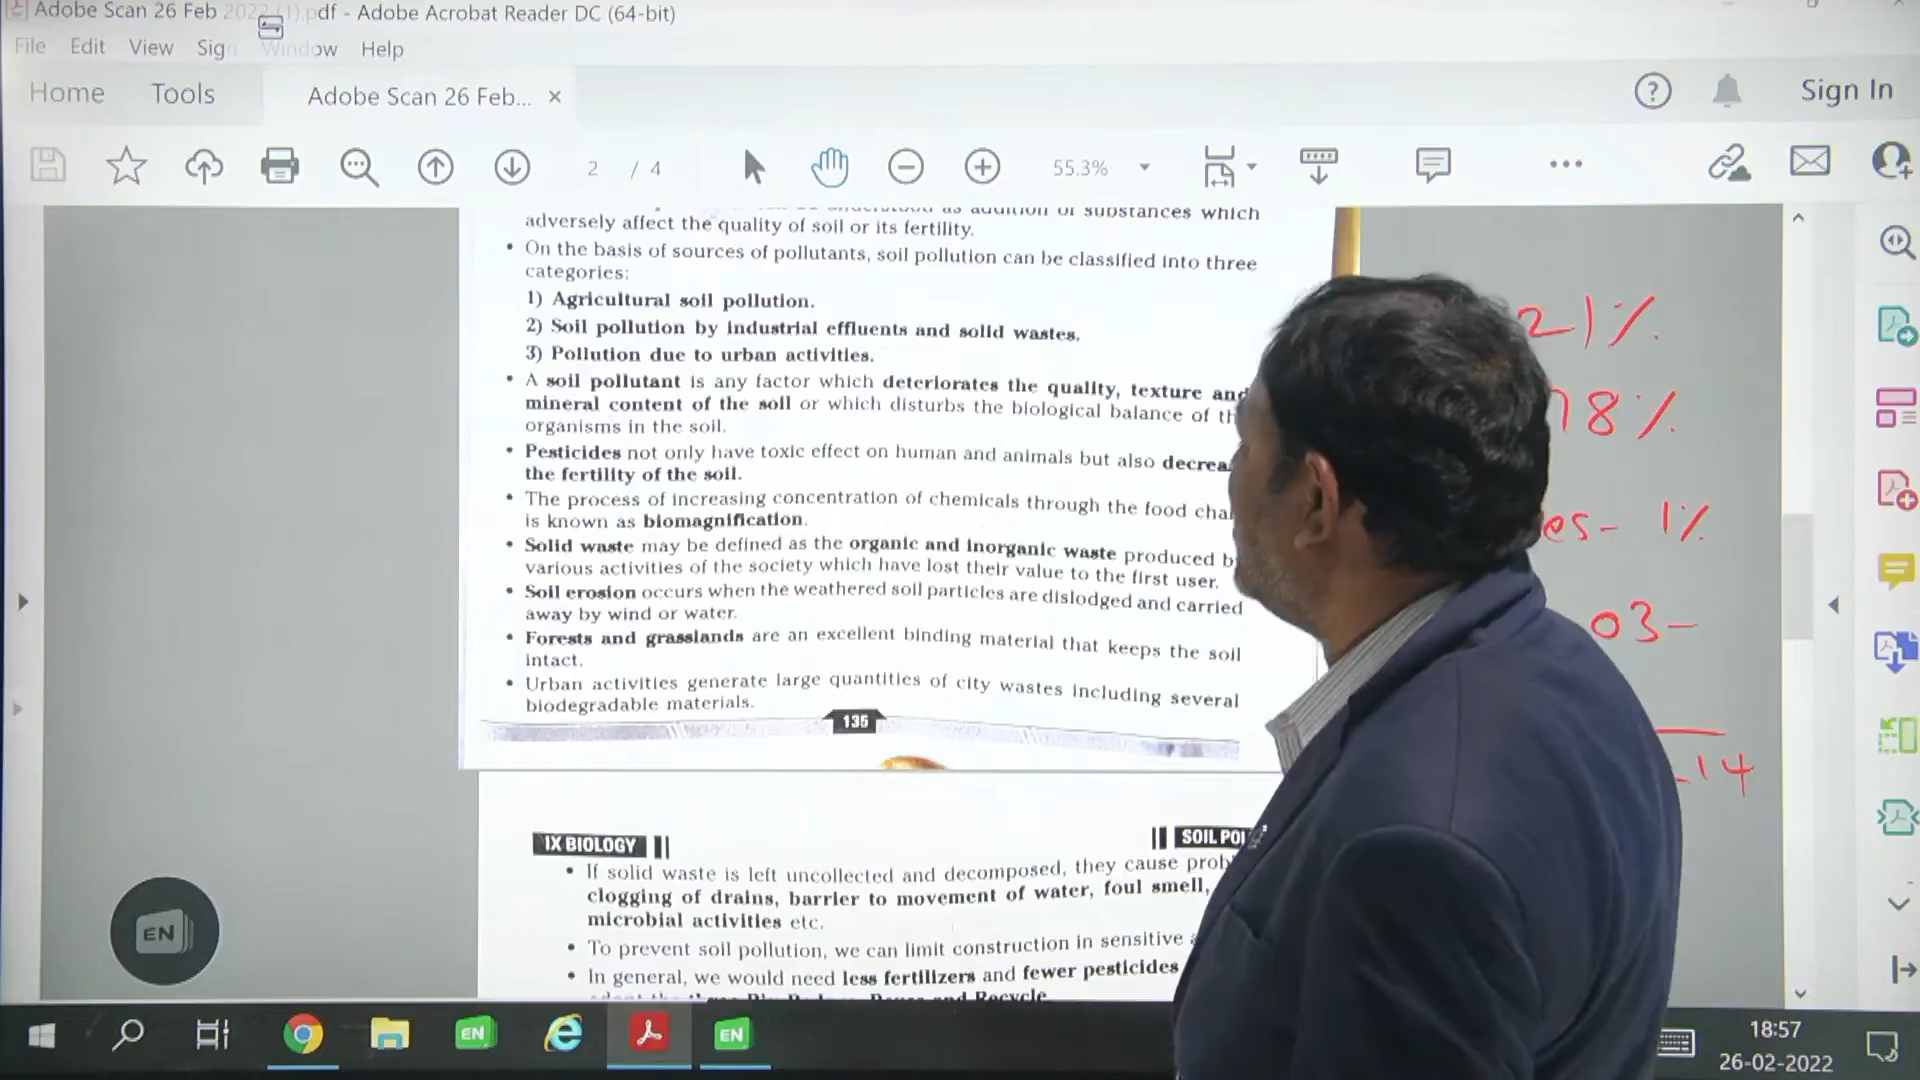 Adobe Scan 26 Feb 2022 (1).pdf - Adobe Acrobat Reader DC (64-bit)
File Edit View Sign Window Help
Home Tools Adobe Scan 26 Feb... × Sign In
2 / 4 55.3%
adversely affect the quality of soil or its fertility.
• On the basis of sources of pollutants, soil pollution can be classified into three
categories:
1) Agricultural soil pollution.
2) Soil pollution by industrial effluents and solid wastes.
3) Pollution due to urban activities.
• A soil pollutant is any factor which deteriorates the quality, texture and
mineral content of the soil or which disturbs the biological balance of
organisms in the soil.
• Pesticides not only have toxic effect on human and animals but also
the fertility of the soil.
• The process of increasing concentration of chemicals through the food
is known as biomagnification.
• Solid waste may be defined as the organic and inorganic waste produced
various activities of the society which have lost their value to the first user.
• Soil erosion occurs when the weathered soil particles are dislodged and carried
away by wind or water.
• Forests and grasslands are an excellent binding material that keeps the soil
intact.
• Urban activities generate large quantities of city wastes including several
biodegradable materials.
135
21%
78%
es- 1%
03-
-14
IX BIOLOGY SOIL
• If solid waste is left uncollected and decomposed, they cause
clogging of drains, barrier to movement of water, foul smell,
microbial activities etc.
• To prevent soil pollution, we can limit construction in sensitive
• In general, we would need less fertilizers and fewer pesticides
and Recycle
EN
EN
EN
18:57
26-02-2022